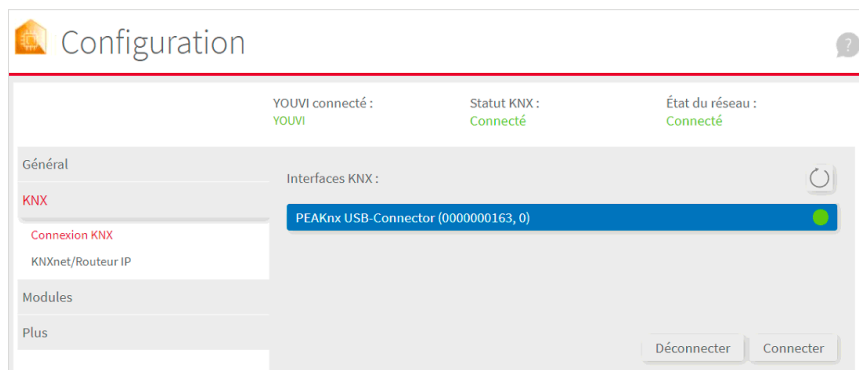 Configuration
?
YOUVI connecté : Statut KNX : État du réseau :
YOUVI Connecté Connecté
Général
Interfaces KNX :
KNX
PEAKnx USB-Connector (0000000163, 0)
Connexion KNX
KNXnet/Routeur IP
Modules
Plus
Déconnecter Connecter